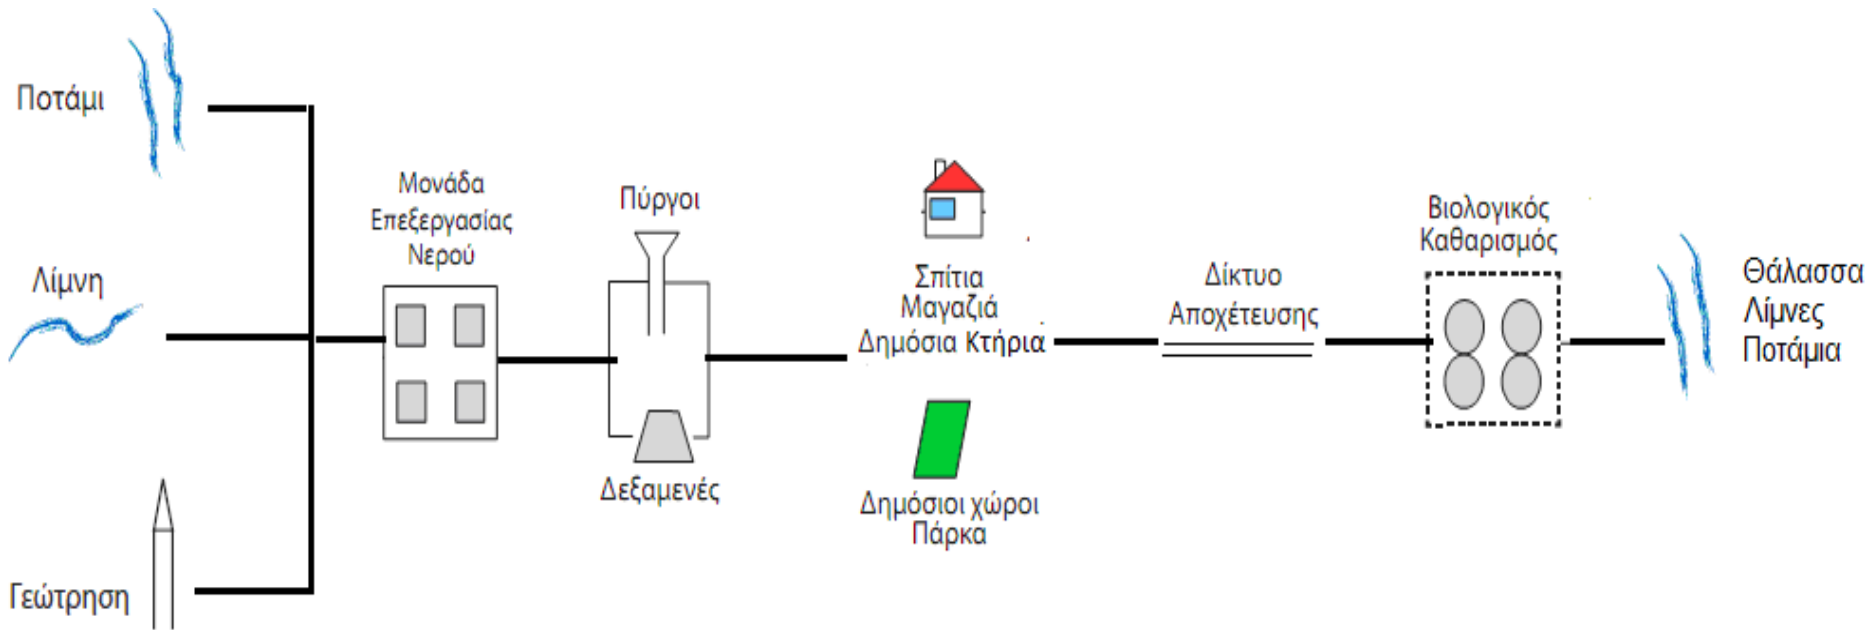 Ποτάμι
Λίμνη
Γεώτρηση
Μονάδα
Επεξεργασίας
Νερού
Πύργοι
Δεξαμενές
Σπίτια
Μαγαζιά
Δημόσια Κτήρια
Δημόσιοι χώροι
Πάρκα
Δίκτυο
Αποχέτευσης
Βιολογικός
Καθαρισμός
Θάλασσα
Λίμνες
Ποτάμια